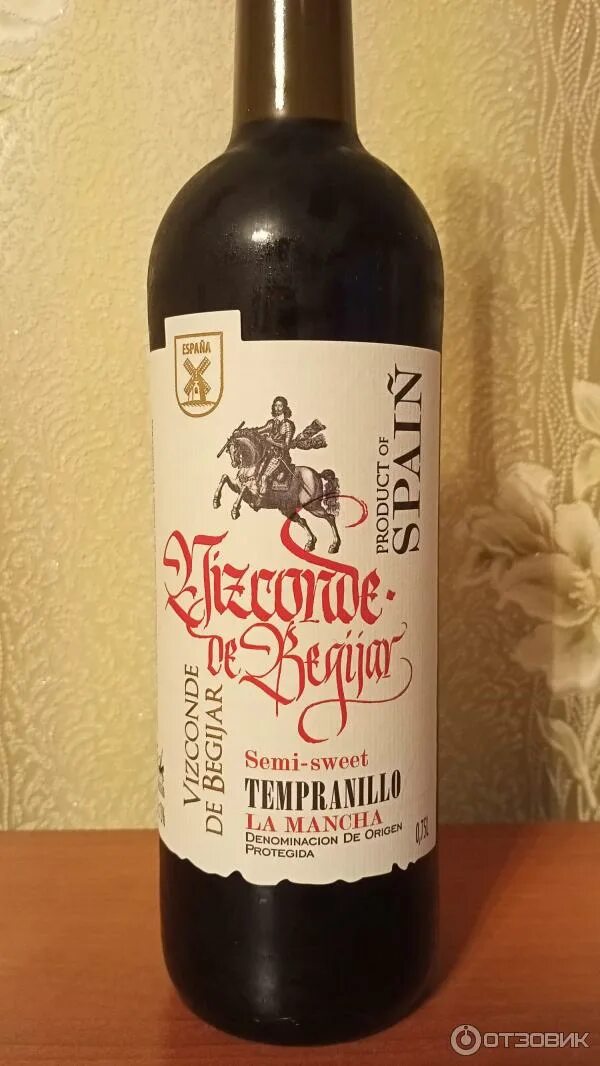 ESPAÑA
PRODUCT OF
SPAIÑ
Vizconde
de Begijar
VIZCONDE
DE BEGIJAR
Semi-sweet
TEMPRANILLO
LA MANCHA
DENOMINACION DE ORIGEN
PROTEGIDA
0,75L
ОТЗОВИК